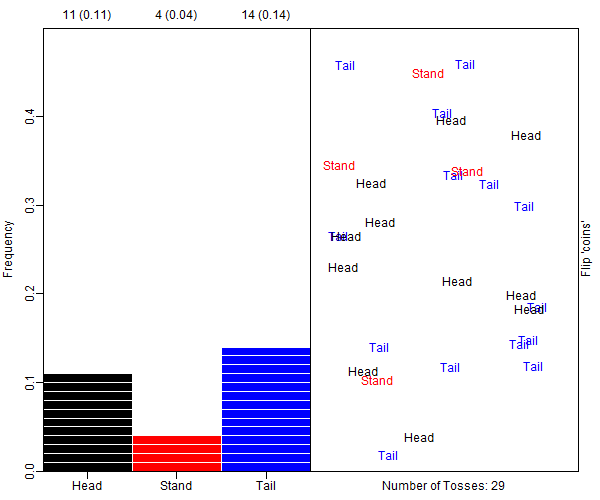 11 (0.11) 4 (0.04) 14 (0.14)
Frequency
0.4
0.3
0.2
0.1
0.0
Head Stand Tail
Tail
Tail
Stand
Tail
Head
Head
Stand
Stand
Tail
Head
Tail
Tail
Head
Tail
Head
Head
Head
Head
Tail
Head
Tail
Tail
Tail
Tail
Tail
Head
Stand
Head
Tail
Number of Tosses: 29
Flip 'coins'